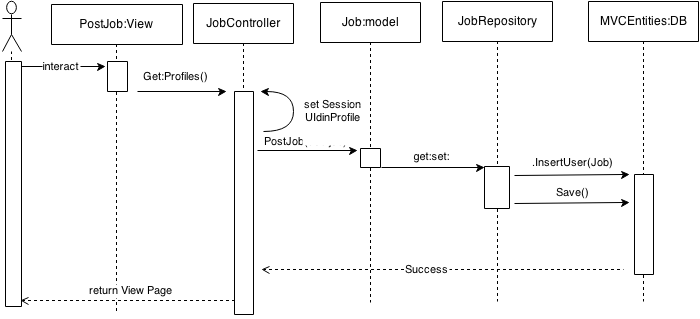 PostJob:View
JobController
Job:model
JobRepository
MVCEntities:DB
interact
Get:Profiles()
set Session
UIdinProfile
PostJob
get:set:
.InsertUser(Job)
Save()
Success
return View Page